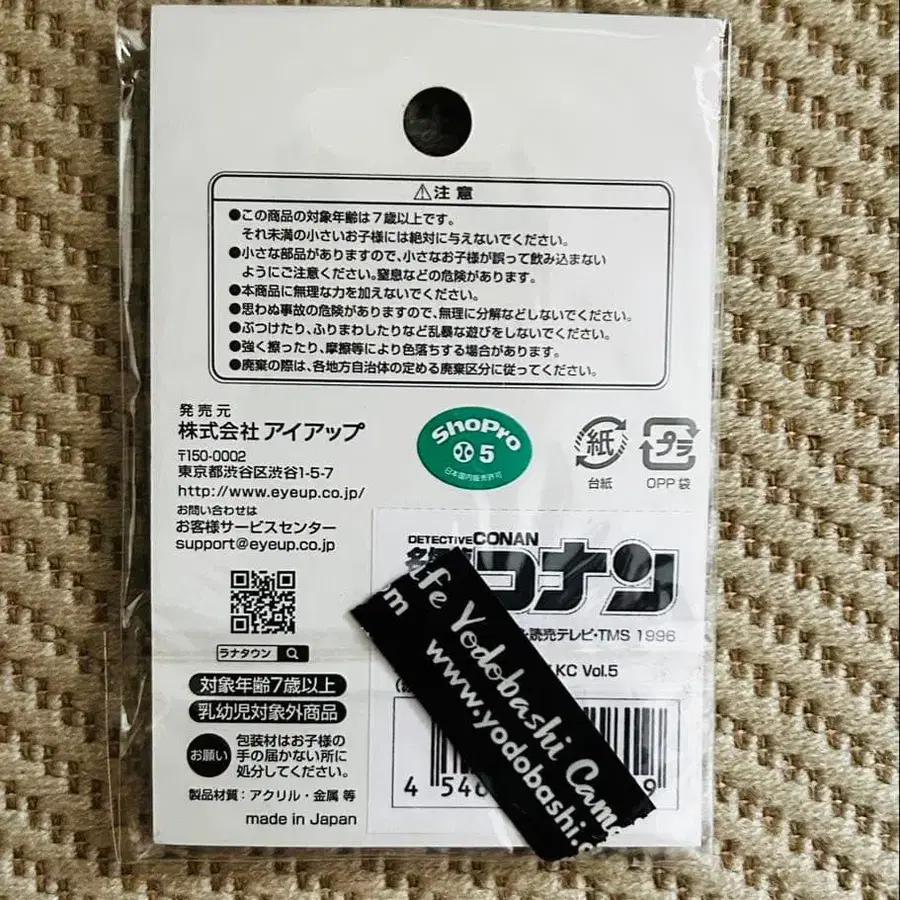 ⚠注意
●この商品の対象年齢は7歳以上です。
それ未満の小さいお子様には絶対に与えないでください。
●小さな部品がありますので、小さなお子様が誤って飲み込まない
ようにご注意ください。窒息などの危険があります。
●本商品に無理な力を加えないでください。
●思わぬ事故の危険がありますので、無理に分解などしないでください。
●ぶつけたり、ふりまわしたりなど乱暴な遊びをしないでください。
●強く擦ったり、摩擦等により色落ちする場合があります。
●廃棄の際は、各地方自治体の定める廃棄区分に従ってください。
発売元
株式会社 アイアップ
〒150-0002
東京都渋谷区渋谷1-5-7
http://www.eyeup.co.jp/
お問い合わせは
お客様サービスセンター
support@eyeup.co.jp
ShoPro
5
日本国内販売許可
紙
台紙
プラ
OPP袋
DETECTIVE CONAN
コナン
・読売テレビ・TMS 1996
KC Vol.5
Yodobashi
www.yodobashi.c
ラナタウン
対象年齢7歳以上
乳幼児対象外商品
お願い
包装材はお子様の
手の届かない所に
処分してください。
製品材質:アクリル・金属 等
made in Japan